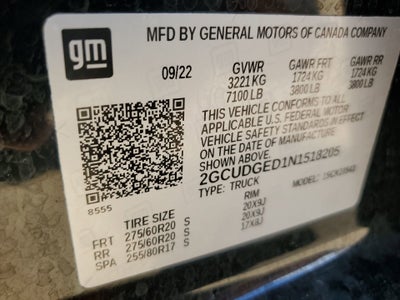 gm
MFD BY GENERAL MOTORS OF CANADA COMPANY
09/22 GVWR GAWR FRT GAWR RR
3221 KG 1724 KG 1724 KG
7100 LB 3800 LB 3800 LB
THIS VEHICLE CONFORMS TO ALL
APPLICABLE U.S. FEDERAL MOTOR
VEHICLE SAFETY STANDARDS IN EFFECT
ON THE DATE OF MANUFACTURE
SHOWN ABOVE.
2GCUDGED1N1518205
TYPE: TRUCK MODEL:
8555
TIRE SIZE RIM
FRT 275/60R20 S 20X9J
RR 275/60R20 S 20X9J
SPA 255/80R17 S 17X8J